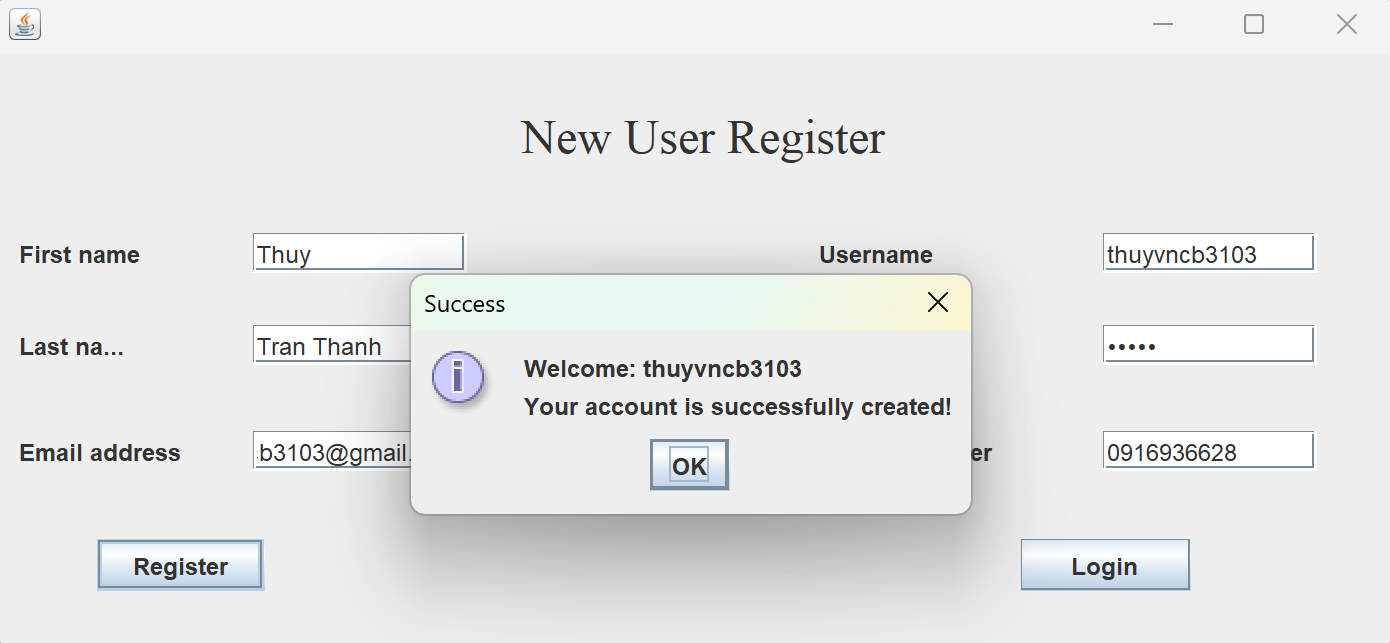 New User Register
First name
Thuy
Username
thuyvncb3103
Success
Last na...
Tran Thanh
•••••
Welcome: thuyvncb3103
Your account is successfully created!
Email address
b3103@gmail.
er
0916936628
OK
Register
Login